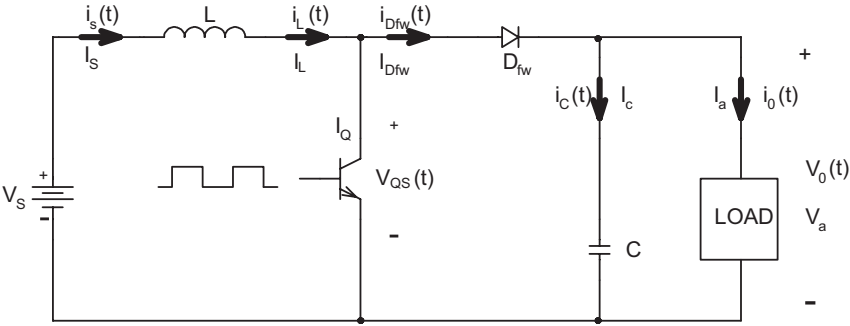 i_s(t) L i_L(t) i_Dfw(t)
I_S I_L I_Dfw D_fw +
i_C(t) I_c I_a i_0(t)
I_Q +
+ V_S V_QS(t) V_0(t)
- LOAD V_a
- C
-